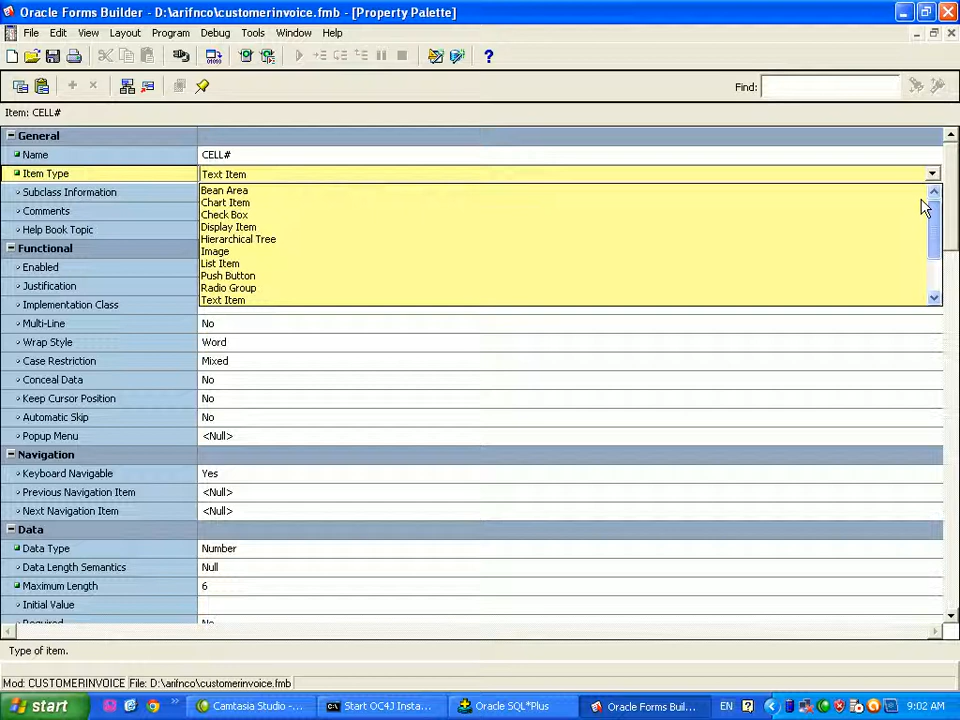 Oracle Forms Builder - D:\arifnco\customerinvoice.fmb - [Property Palette]
File Edit View Layout Program Debug Tools Window Help
Find:
Item: CELL#
General
Name CELL#
Item Type Text Item
Subclass Information Bean Area
Chart Item
Comments Check Box
Help Book Topic Display Item
Functional Hierarchical Tree
Image
Enabled List Item
Justification Push Button
Radio Group
Implementation Class Text Item
Multi-Line No
Wrap Style Word
Case Restriction Mixed
Conceal Data No
Keep Cursor Position No
Automatic Skip No
Popup Menu <Null>
Navigation
Keyboard Navigable Yes
Previous Navigation Item <Null>
Next Navigation Item <Null>
Data
Data Type Number
Data Length Semantics Null
Maximum Length 6
Initial Value
Required No
Type of item.
Mod: CUSTOMERINVOICE File: D:\arifnco\customerinvoice.fmb
start Camtasia Studio - ... Start OC4J Insta... Oracle SQL*Plus Oracle Forms Buil... EN 9:02 AM